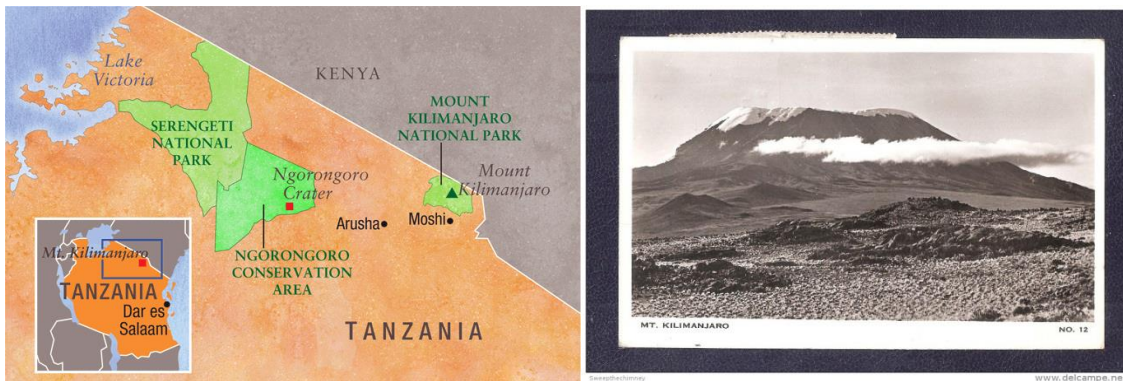 Lake
Victoria
KENYA
MOUNT
KILIMANJARO
NATIONAL PARK
SERENGETI
NATIONAL
PARK
Ngorongoro
Crater
Mount
Kilimanjaro
Arusha
Moshi
NGORONGORO
CONSERVATION
AREA
TANZANIA
Mt. Kilimanjaro
TANZANIA
Dar es
Salaam
MT. KILIMANJARO
NO. 12
Sweepthechimney
www.delcampe.net